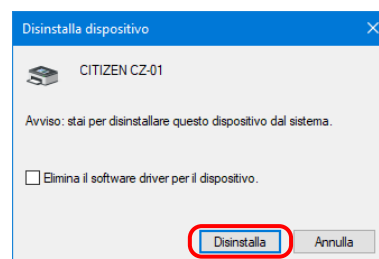 Disinstalla dispositivo
CITIZEN CZ-01
Avviso: stai per disinstallare questo dispositivo dal sistema.
Elimina il software driver per il dispositivo.
Disinstalla Annulla